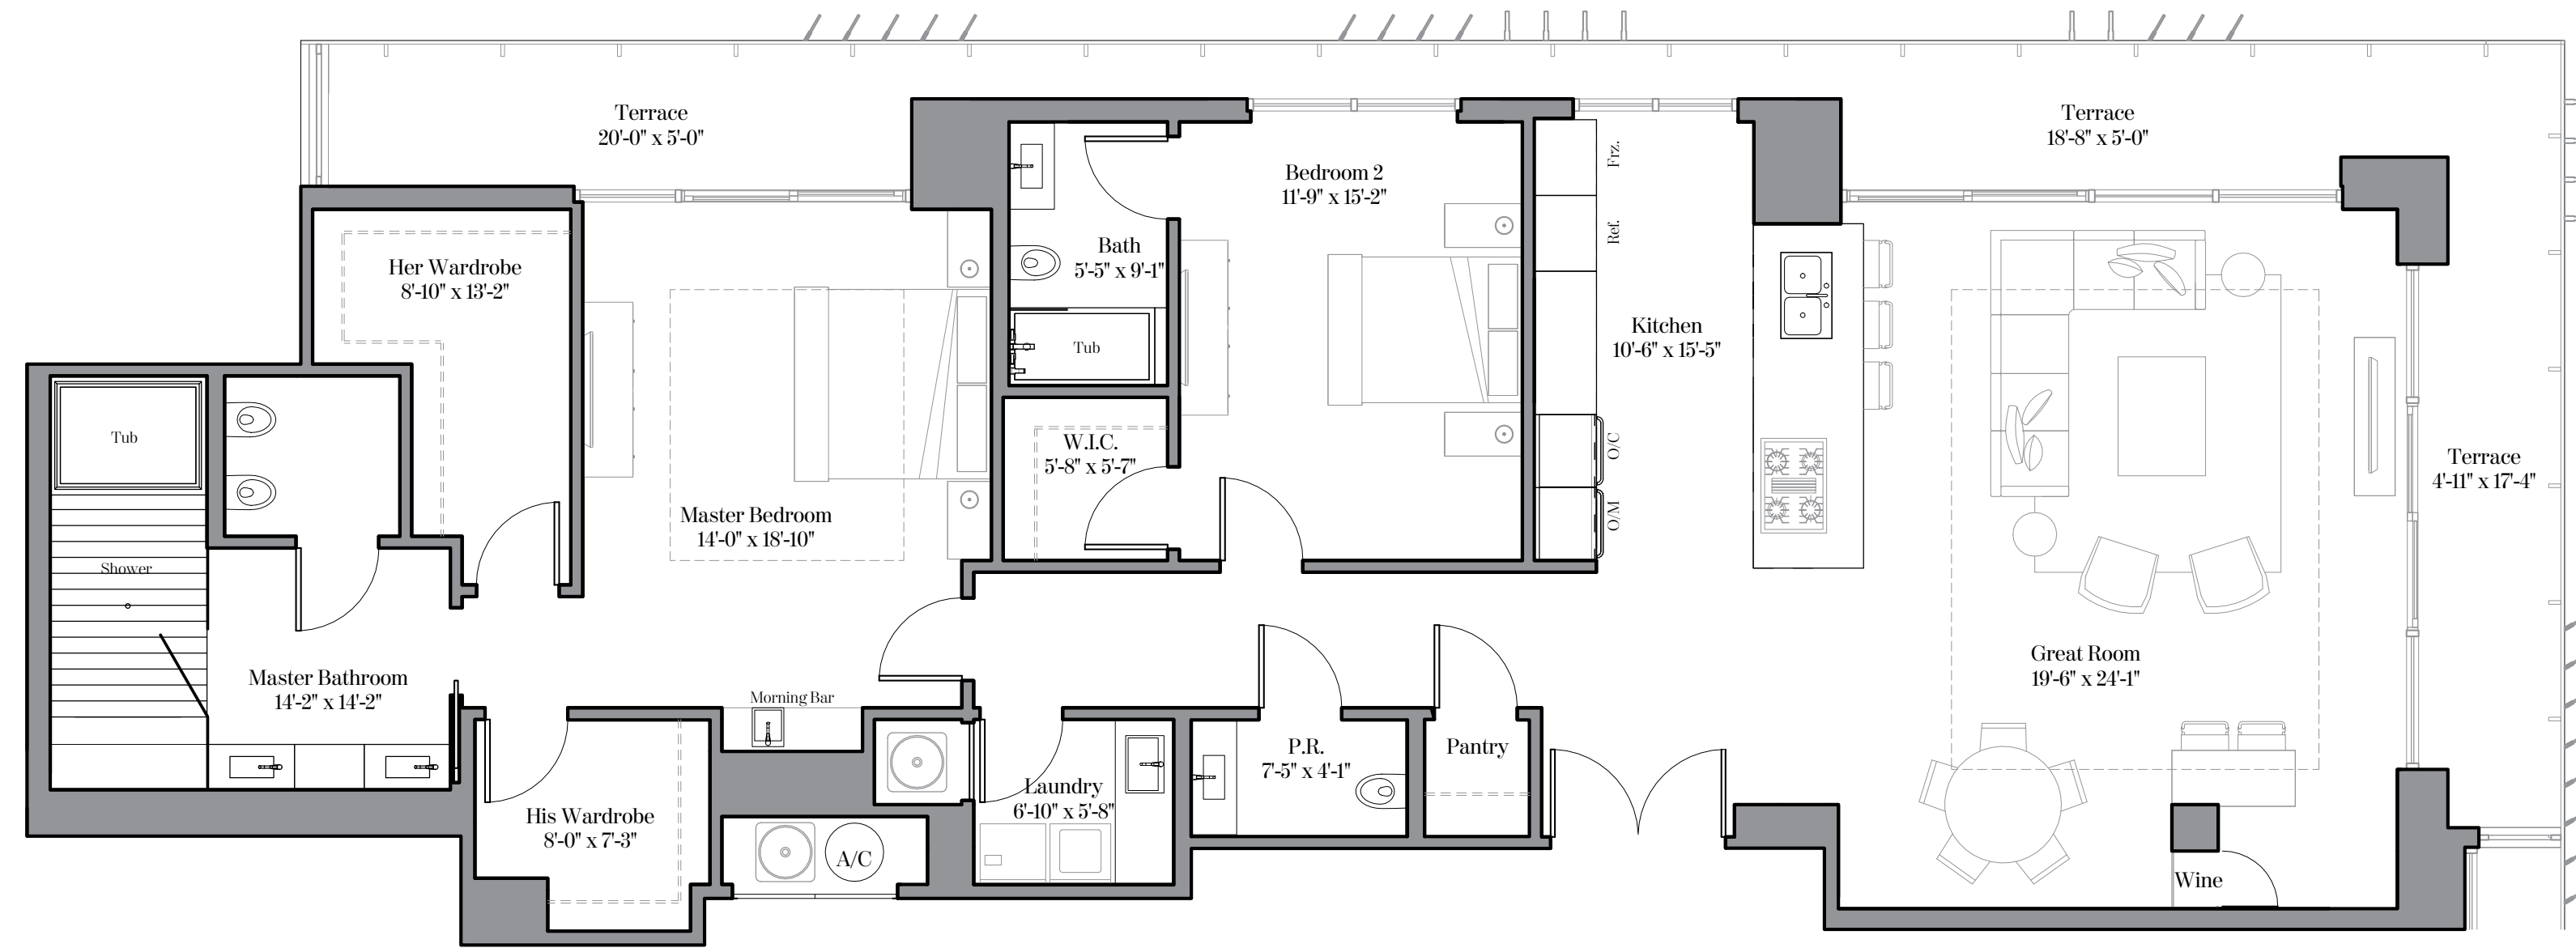 Terrace
20'-0" x 5'-0"
Terrace
18'-8" x 5'-0"
Frz.
Bedroom 2
11'-9" x 15'-2"
Ref.
Bath
5'-5" x 9'-1"
Her Wardrobe
8'-10" x 13'-2"
Kitchen
10'-6" x 15'-5"
Tub
Tub
W.I.C.
5'-8" x 5'-7"
O/C
Terrace
4'-11" x 17'-4"
Master Bedroom
14'-0" x 18'-10"
O/M
Shower
Great Room
19'-6" x 24'-1"
Master Bathroom
14'-2" x 14'-2"
Morning Bar
P.R.
7'-5" x 4'-1"
Pantry
Laundry
6'-10" x 5'-8"
His Wardrobe
8'-0" x 7'-3"
A/C
Wine